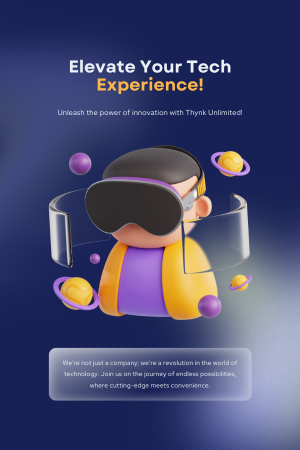 Elevate Your Tech
Experience!
Unleash the power of innovation with Thynk Unlimited!
We're not just a company; we're a revolution in the world of
technology. Join us on the journey of endless possibilities,
where cutting-edge meets convenience.